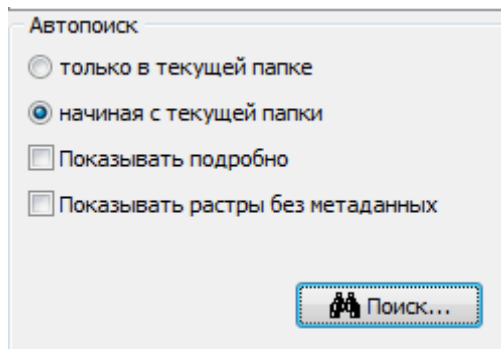 Автопоиск
только в текущей папке
начиная с текущей папки
Показывать подробно
Показывать растры без метаданных
Поиск...